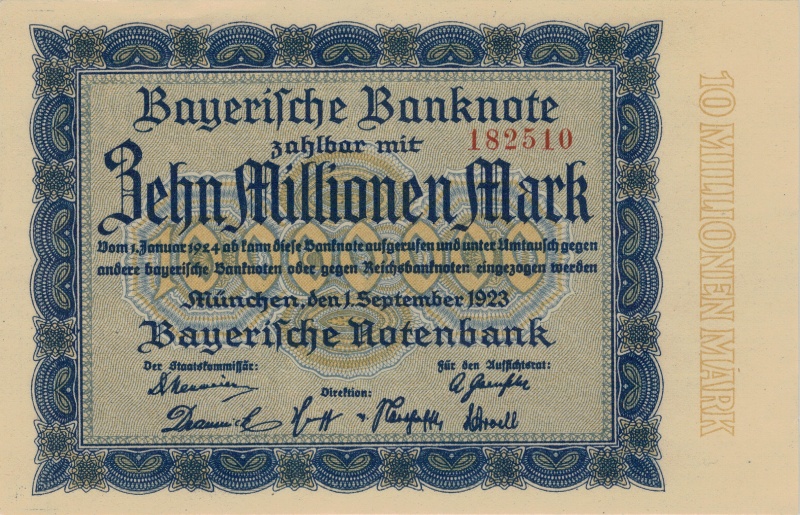 Bayerische Banknote
zahlbar mit
182510
Zehn Millionen Mark
10000000
Vom 1. Januar 1924 ab kann diese Banknote aufgerufen und unter Umtausch gegen
andere bayerische Banknoten oder gegen Reichsbanknoten eingezogen werden
München, den 1. September 1923
Bayerische Notenbank
Der Staatskommissär:
Für den Aufsichtsrat:
Direktion:
10 MILLIONEN MARK